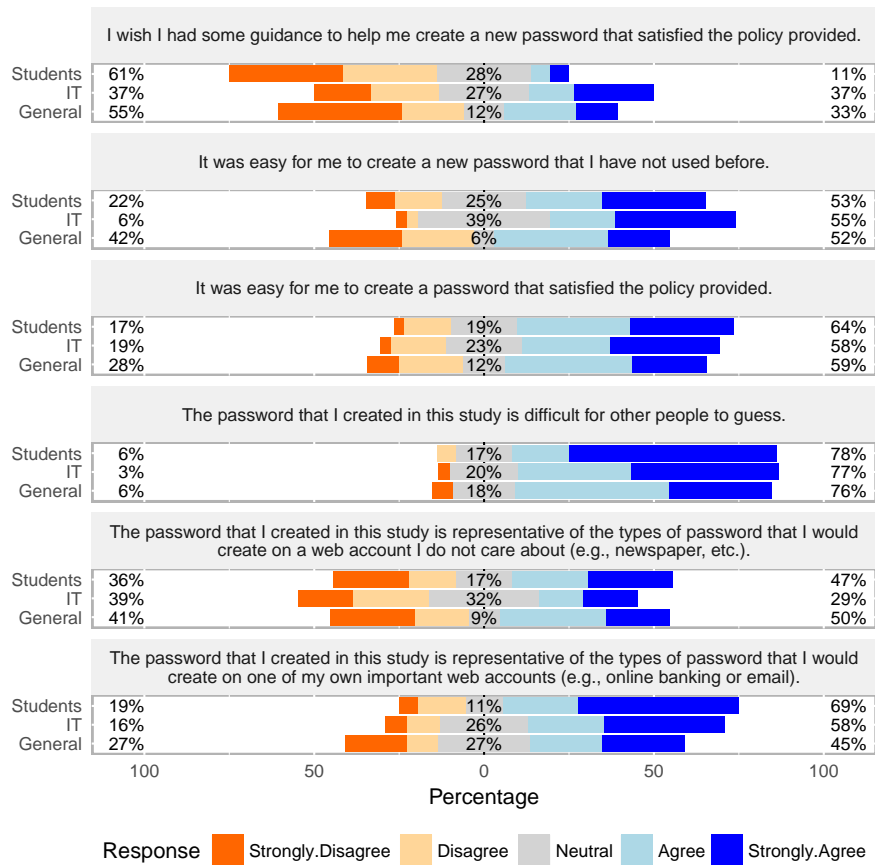 I wish I had some guidance to help me create a new password that satisfied the policy provided.
Students 61% 28% 11%
IT 37% 27% 37%
General 55% 12% 33%
It was easy for me to create a new password that I have not used before.
Students 22% 25% 53%
IT 6% 39% 55%
General 42% 6% 52%
It was easy for me to create a password that satisfied the policy provided.
Students 17% 19% 64%
IT 19% 23% 58%
General 28% 12% 59%
The password that I created in this study is difficult for other people to guess.
Students 6% 17% 78%
IT 3% 20% 77%
General 6% 18% 76%
The password that I created in this study is representative of the types of password that I would
create on a web account I do not care about (e.g., newspaper, etc.).
Students 36% 17% 47%
IT 39% 32% 29%
General 41% 9% 50%
The password that I created in this study is representative of the types of password that I would
create on one of my own important web accounts (e.g., online banking or email).
Students 19% 11% 69%
IT 16% 26% 58%
General 27% 27% 45%
100 50 0 50 100
Percentage
Response Strongly.Disagree Disagree Neutral Agree Strongly.Agree